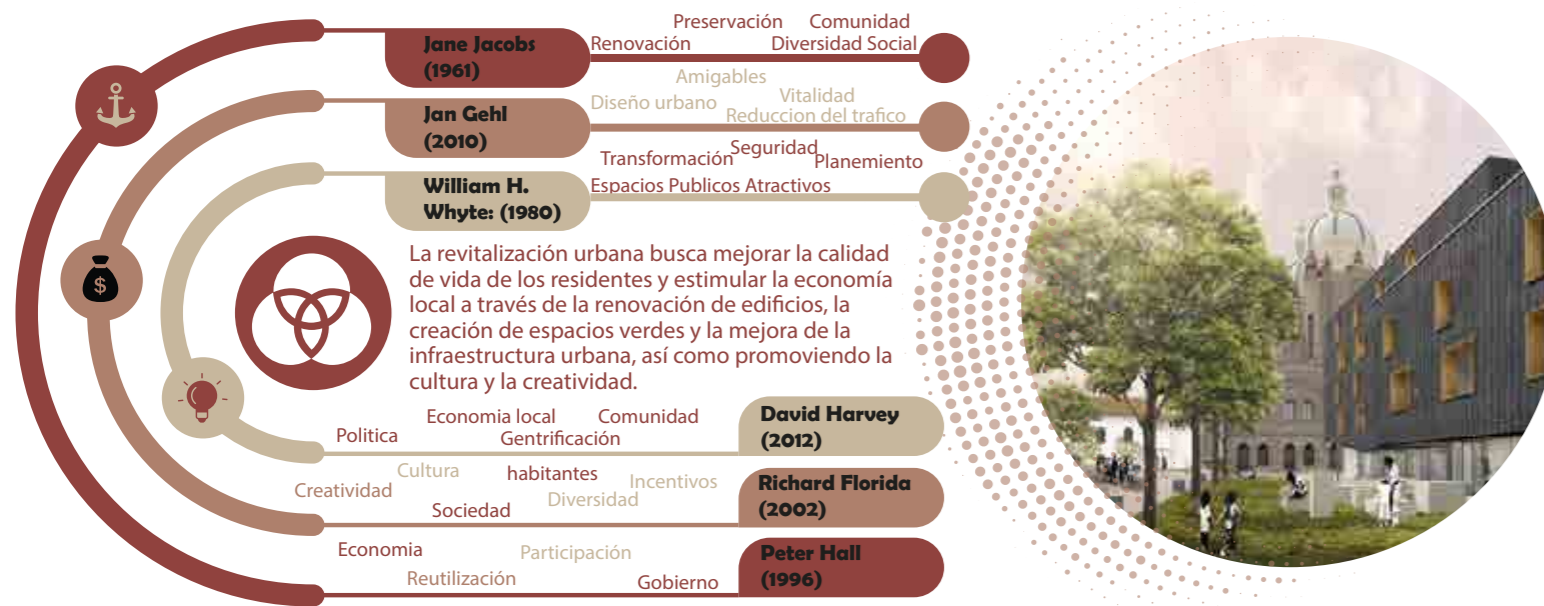 Preservación Comunidad
Jane Jacobs
(1961)
Renovación Diversidad Social
Amigables
Diseño urbano Vitalidad
Reduccion del trafico
Jan Gehl
(2010)
Seguridad
Transformación Planemiento
Espacios Publicos Atractivos
William H.
Whyte: (1980)
La revitalización urbana busca mejorar la calidad
de vida de los residentes y estimular la economía
local a través de la renovación de edificios, la
creación de espacios verdes y la mejora de la
infraestructura urbana, así como promoviendo la
cultura y la creatividad.
$
Economia local Comunidad
Politica Gentrificación
David Harvey
(2012)
Cultura habitantes Incentivos
Creatividad Diversidad
Sociedad
Richard Florida
(2002)
Economia Participación
Reutilización Gobierno
Peter Hall
(1996)